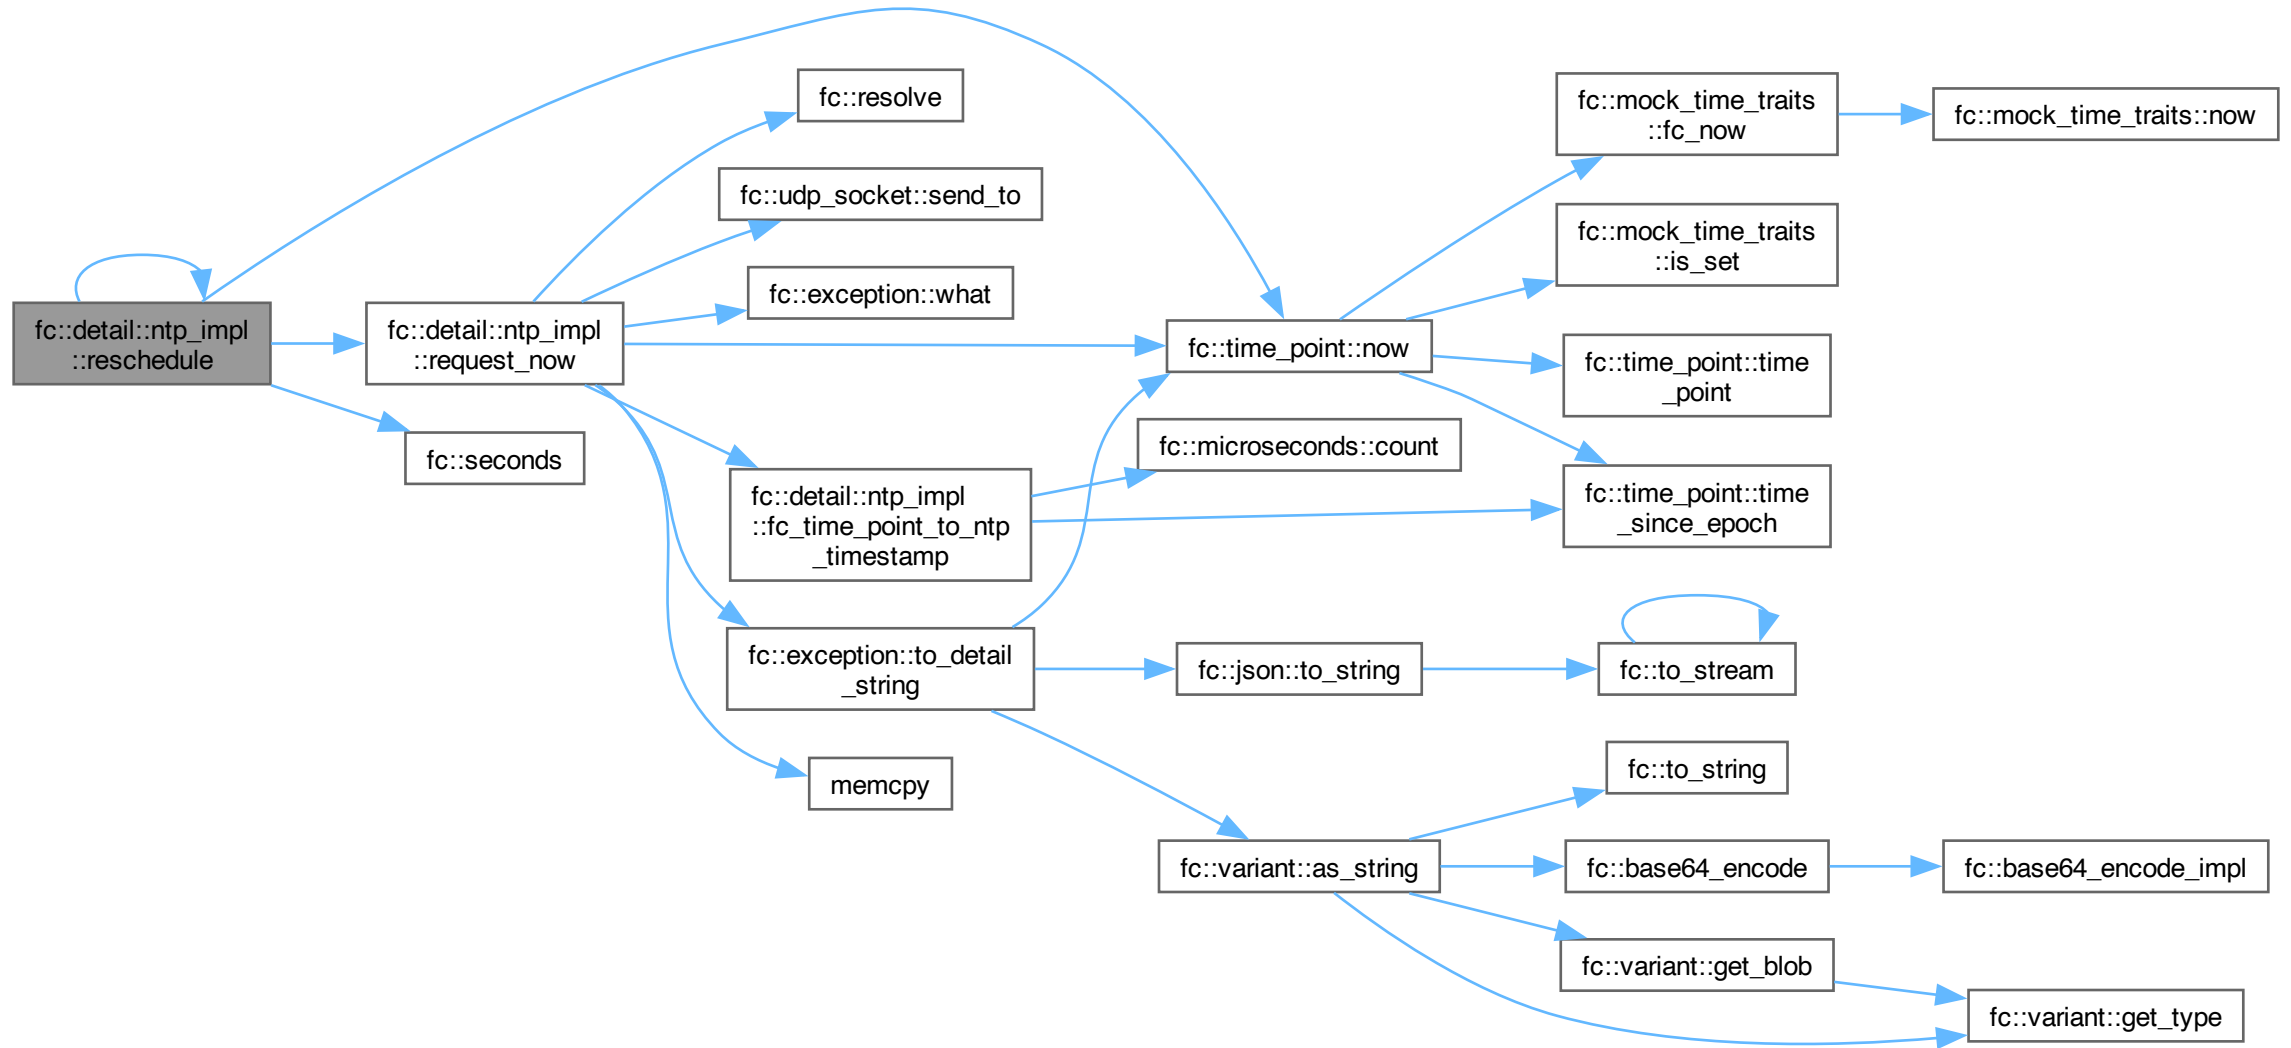 fc::detail::ntp_impl
::reschedule
fc::detail::ntp_impl
::request_now
fc::seconds
fc::resolve
fc::udp_socket::send_to
fc::exception::what
fc::detail::ntp_impl
::fc_time_point_to_ntp
_timestamp
fc::exception::to_detail
_string
memcpy
fc::time_point::now
fc::microseconds::count
fc::json::to_string
fc::variant::as_string
fc::mock_time_traits
::fc_now
fc::mock_time_traits
::is_set
fc::time_point::time
_point
fc::time_point::time
_since_epoch
fc::to_stream
fc::to_string
fc::base64_encode
fc::variant::get_blob
fc::mock_time_traits::now
fc::base64_encode_impl
fc::variant::get_type